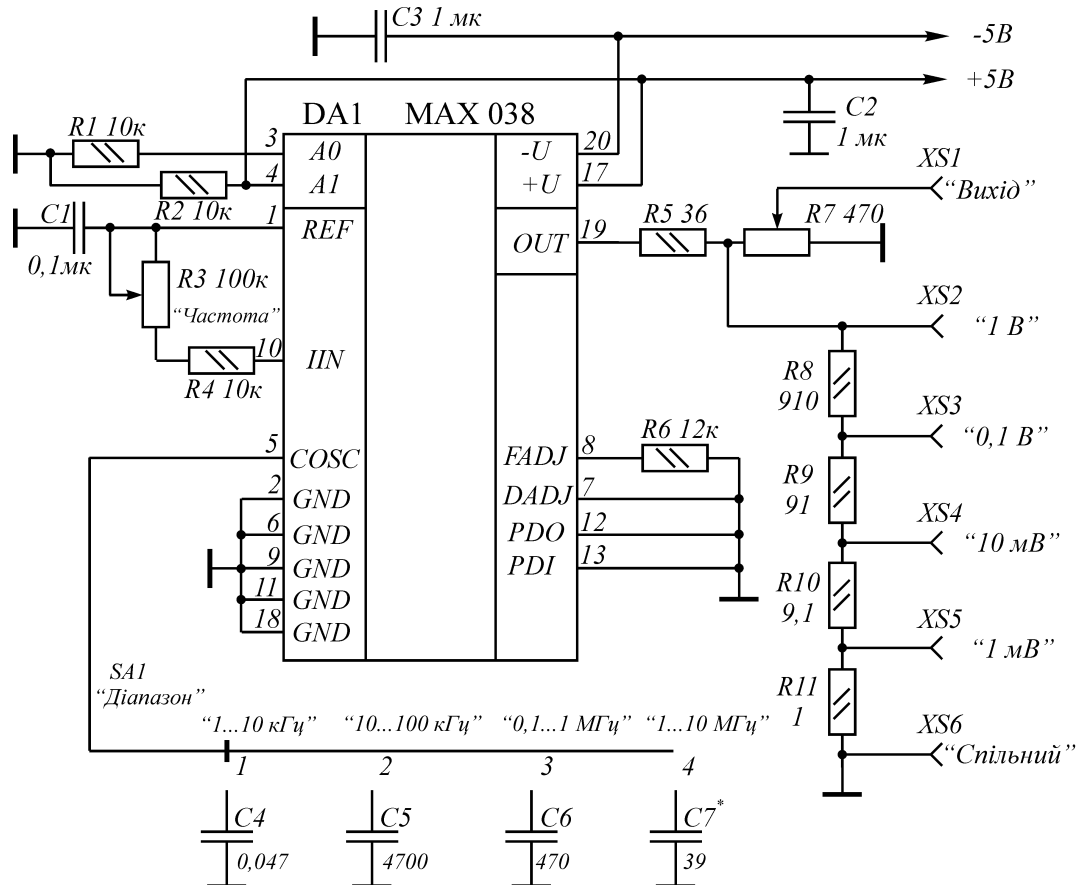 C3 1 мк
-5В
+5В
DA1
MAX 038
C2
1 мк
R1 10к
3
A0
-U
20
4
A1
+U
17
R2 10к
XS1
“Вихід”
C1
0,1мк
1
REF
OUT
19
R5 36
R7 470
R3 100к
“Частота”
XS2
“1 В”
10
IIN
R4 10к
R8
910
XS3
“0,1 В”
5
COSC
FADJ
8
R6 12к
2
GND
DADJ
7
R9
91
6
GND
PDO
12
XS4
“10 мВ”
9
GND
PDI
13
11
GND
R10
9,1
18
GND
XS5
“1 мВ”
SA1
“Діапазон”
R11
1
“1...10 кГц”
“10...100 кГц”
“0,1...1 МГц”
“1...10 МГц”
XS6
“Спільний”
1
2
3
4
C4
0,047
C5
4700
C6
470
C7*
39